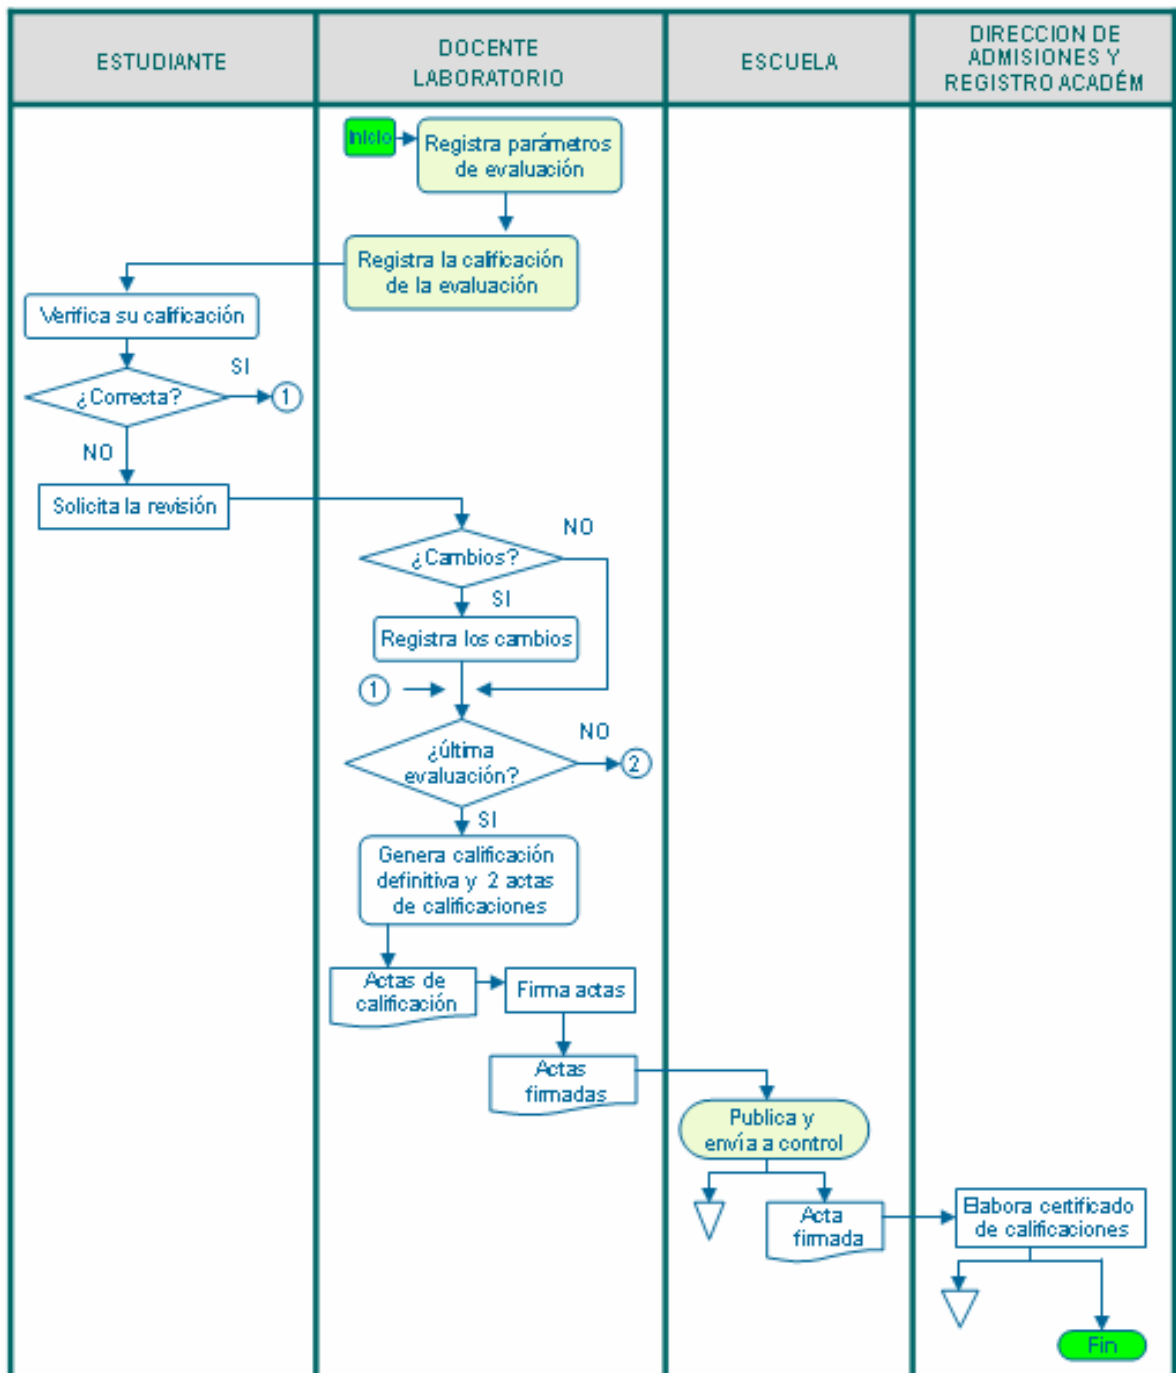 ESTUDIANTE
DOCENTE
LABORATORIO
ESCUELA
DIRECCION DE
ADMISIONES Y
REGISTRO ACADÉM
Inicio
Registra parámetros
de evaluación
Registra la calificación
de la evaluación
Verifica su calificación
SI
¿Correcta?
1
NO
Solicita la revisión
NO
¿Cambios?
SI
Registra los cambios
1
NO
¿última
evaluación?
2
SI
Genera calificación
definitiva y 2 actas
de calificaciones
Actas de
calificación
Firma actas
Actas
firmadas
Publica y
envía a control
Acta
firmada
Elabora certificado
de calificaciones
Fin